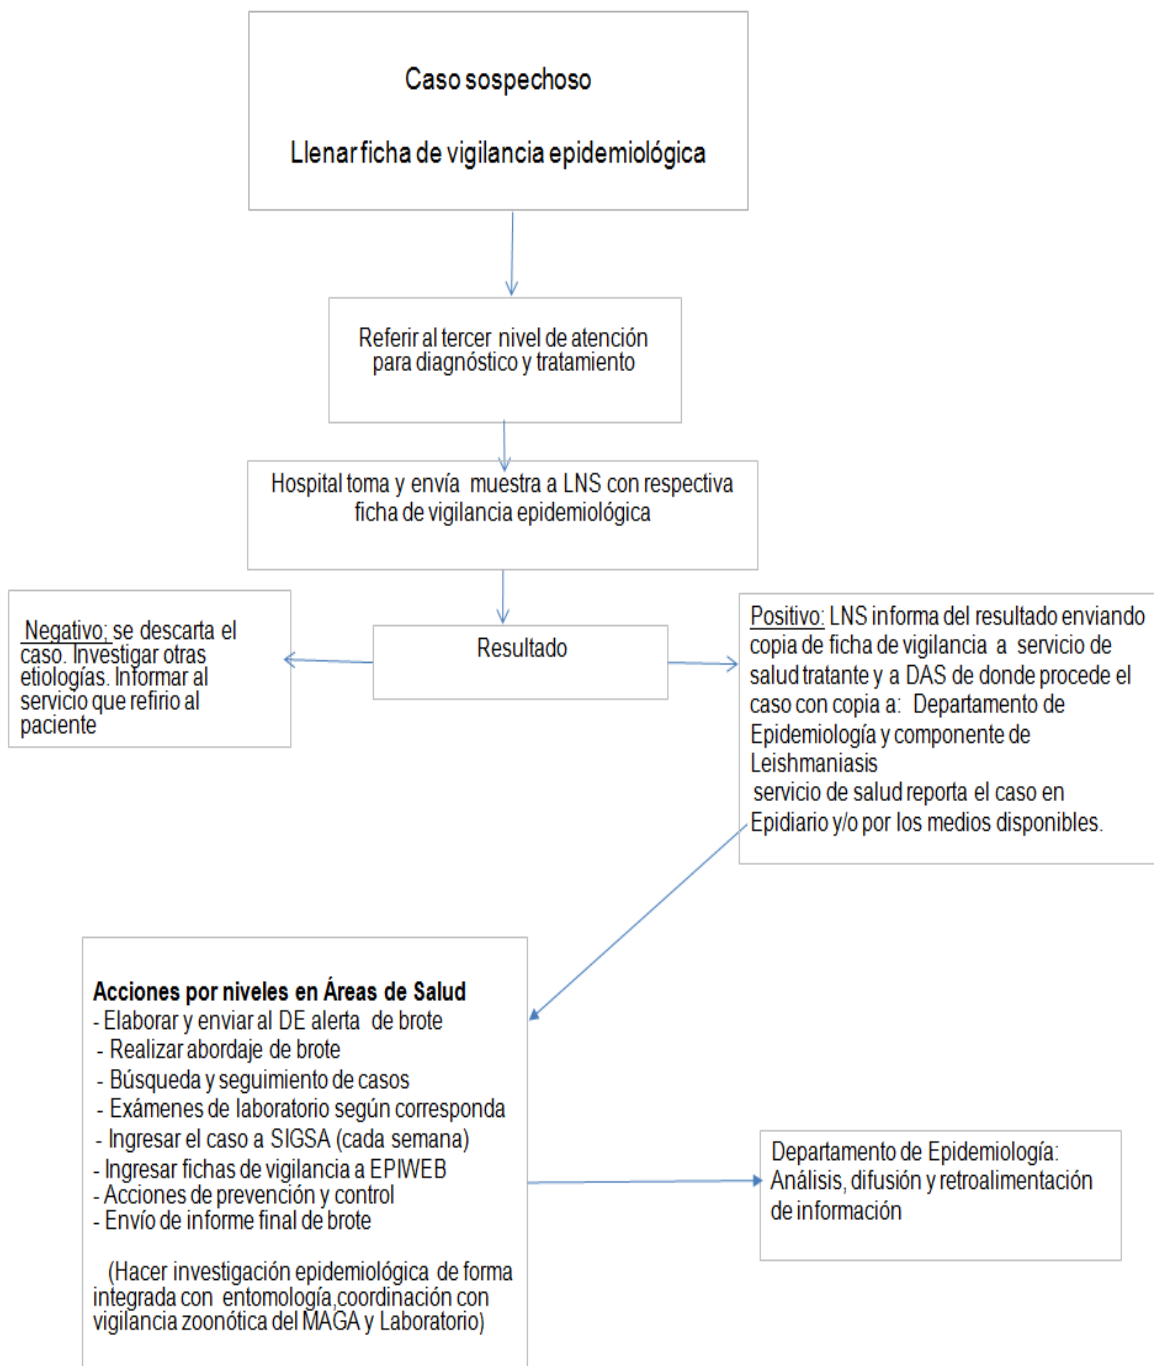 Caso sospechoso
Llenar ficha de vigilancia epidemiológica
Referir al tercer nivel de atención
para diagnóstico y tratamiento
Hospital toma y envía muestra a LNS con respectiva
ficha de vigilancia epidemiológica
Resultado
Negativo; se descarta el
caso. Investigar otras
etiologías. Informar al
servicio que refirio al
paciente
Positivo: LNS informa del resultado enviando
copia de ficha de vigilancia a servicio de
salud tratante y a DAS de donde procede el
caso con copia a: Departamento de
Epidemiología y componente de
Leishmaniasis
servicio de salud reporta el caso en
Epidiario y/o por los medios disponibles.
Acciones por niveles en Áreas de Salud
- Elaborar y enviar al DE alerta de brote
- Realizar abordaje de brote
- Búsqueda y seguimiento de casos
- Exámenes de laboratorio según corresponda
- Ingresar el caso a SIGSA (cada semana)
- Ingresar fichas de vigilancia a EPIWEB
- Acciones de prevención y control
- Envío de informe final de brote
(Hacer investigación epidemiológica de forma
integrada con entomología,coordinación con
vigilancia zoonótica del MAGA y Laboratorio)
Departamento de Epidemiología:
Análisis, difusión y retroalimentación
de información